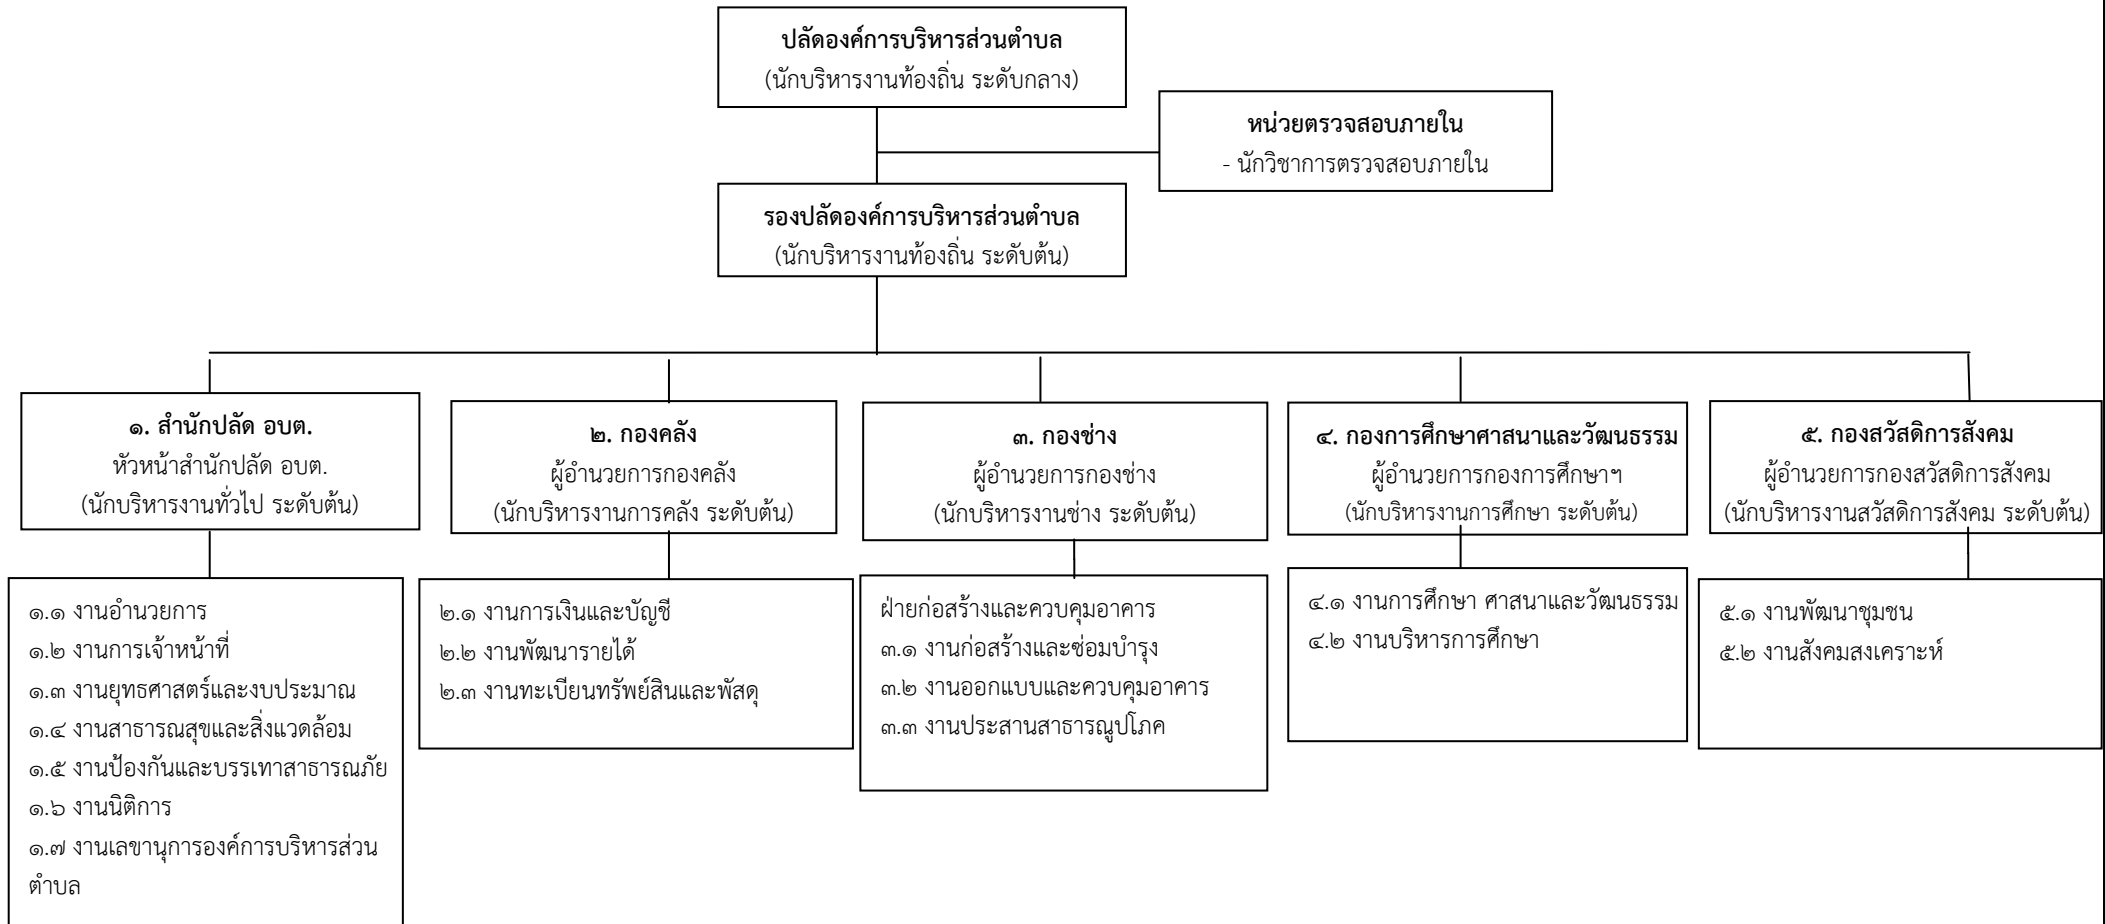 ปลัดองค์การบริหารส่วนตำบล
(นักบริหารงานท้องถิ่น ระดับกลาง)
หน่วยตรวจสอบภายใน
- นักวิชาการตรวจสอบภายใน
รองปลัดองค์การบริหารส่วนตำบล
(นักบริหารงานท้องถิ่น ระดับต้น)
๑. สำนักปลัด อบต.
หัวหน้าสำนักปลัด อบต.
(นักบริหารงานทั่วไป ระดับต้น)
๒. กองคลัง
ผู้อำนวยการกองคลัง
(นักบริหารงานการคลัง ระดับต้น)
๓. กองช่าง
ผู้อำนวยการกองช่าง
(นักบริหารงานช่าง ระดับต้น)
๔. กองการศึกษาศาสนาและวัฒนธรรม
ผู้อำนวยการกองการศึกษาฯ
(นักบริหารงานการศึกษา ระดับต้น)
๕. กองสวัสดิการสังคม
ผู้อำนวยการกองสวัสดิการสังคม
(นักบริหารงานสวัสดิการสังคม ระดับต้น)
๑.๑ งานอำนวยการ
๑.๒ งานการเจ้าหน้าที่
๑.๓ งานยุทธศาสตร์และงบประมาณ
๑.๔ งานสาธารณสุขและสิ่งแวดล้อม
๑.๕ งานป้องกันและบรรเทาสาธารณภัย
๑.๖ งานนิติการ
๑.๗ งานเลขานุการองค์การบริหารส่วน
ตำบล
๒.๑ งานการเงินและบัญชี
๒.๒ งานพัฒนารายได้
๒.๓ งานทะเบียนทรัพย์สินและพัสดุ
ฝ่ายก่อสร้างและควบคุมอาคาร
๓.๑ งานก่อสร้างและซ่อมบำรุง
๓.๒ งานออกแบบและควบคุมอาคาร
๓.๓ งานประสานสาธารณูปโภค
๔.๑ งานการศึกษา ศาสนาและวัฒนธรรม
๔.๒ งานบริหารการศึกษา
๕.๑ งานพัฒนาชุมชน
๕.๒ งานสังคมสงเคราะห์